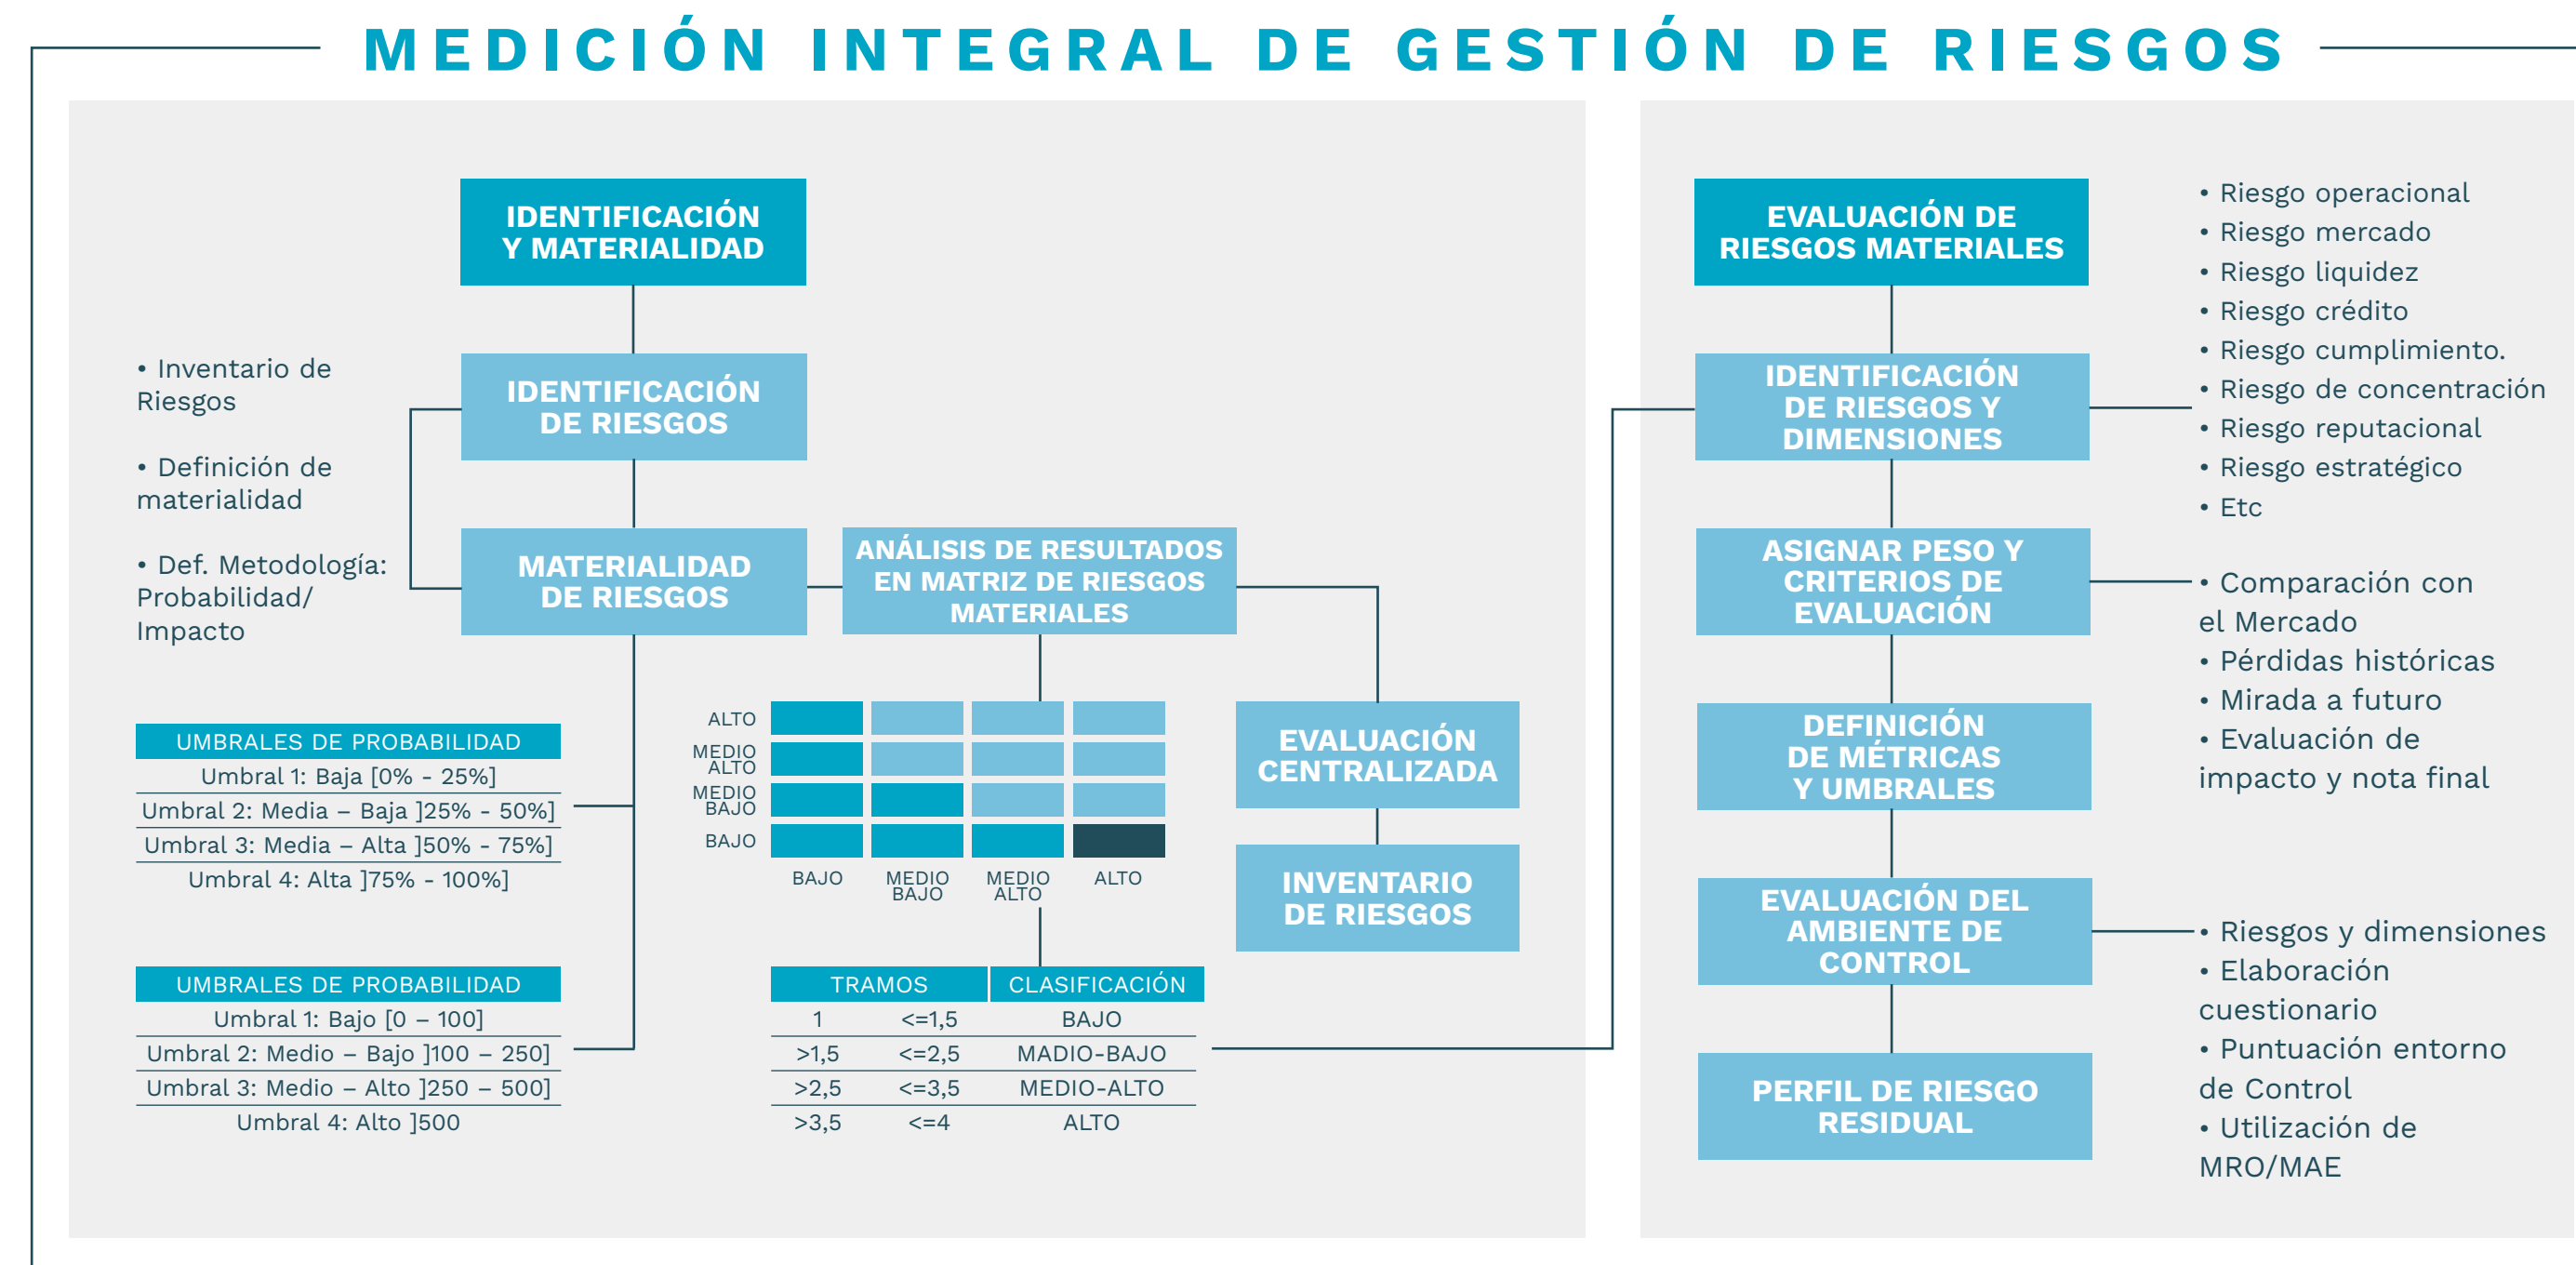 MEDICIÓN INTEGRAL DE GESTIÓN DE RIESGOS
IDENTIFICACIÓN
Y MATERIALIDAD
• Inventario de
Riesgos
• Definición de
materialidad
• Def. Metodología:
Probabilidad/
Impacto
IDENTIFICACIÓN
DE RIESGOS
MATERIALIDAD
DE RIESGOS
ANÁLISIS DE RESULTADOS
EN MATRIZ DE RIESGOS
MATERIALES
UMBRALES DE PROBABILIDAD
Umbral 1: Baja [0% - 25%]
Umbral 2: Media – Baja ]25% - 50%]
Umbral 3: Media – Alta ]50% - 75%]
Umbral 4: Alta ]75% - 100%]
UMBRALES DE PROBABILIDAD
Umbral 1: Bajo [0 – 100]
Umbral 2: Medio – Bajo ]100 – 250]
Umbral 3: Medio – Alto ]250 – 500]
Umbral 4: Alto ]500
ALTO
MEDIO
ALTO
MEDIO
BAJO
BAJO
BAJO MEDIO MEDIO ALTO
BAJO ALTO
TRAMOS CLASIFICACIÓN
1 <=1,5 BAJO
>1,5 <=2,5 MADIO-BAJO
>2,5 <=3,5 MEDIO-ALTO
>3,5 <=4 ALTO
EVALUACIÓN
CENTRALIZADA
INVENTARIO
DE RIESGOS
EVALUACIÓN DE
RIESGOS MATERIALES
IDENTIFICACIÓN
DE RIESGOS Y
DIMENSIONES
• Riesgo operacional
• Riesgo mercado
• Riesgo liquidez
• Riesgo crédito
• Riesgo cumplimiento.
• Riesgo de concentración
• Riesgo reputacional
• Riesgo estratégico
• Etc
ASIGNAR PESO Y
CRITERIOS DE
EVALUACIÓN
• Comparación con
el Mercado
• Pérdidas históricas
• Mirada a futuro
• Evaluación de
impacto y nota final
DEFINICIÓN
DE MÉTRICAS
Y UMBRALES
EVALUACIÓN DEL
AMBIENTE DE
CONTROL
• Riesgos y dimensiones
• Elaboración
cuestionario
• Puntuación entorno
de Control
• Utilización de
MRO/MAE
PERFIL DE RIESGO
RESIDUAL